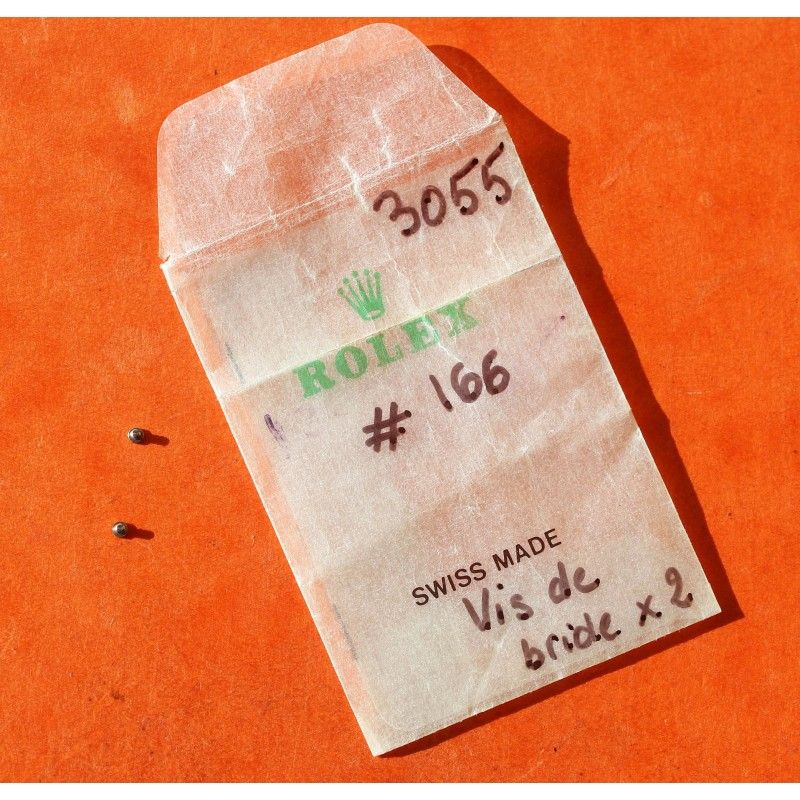 3055
ROLEX
# 166
SWISS MADE
Vis de
bride x 2